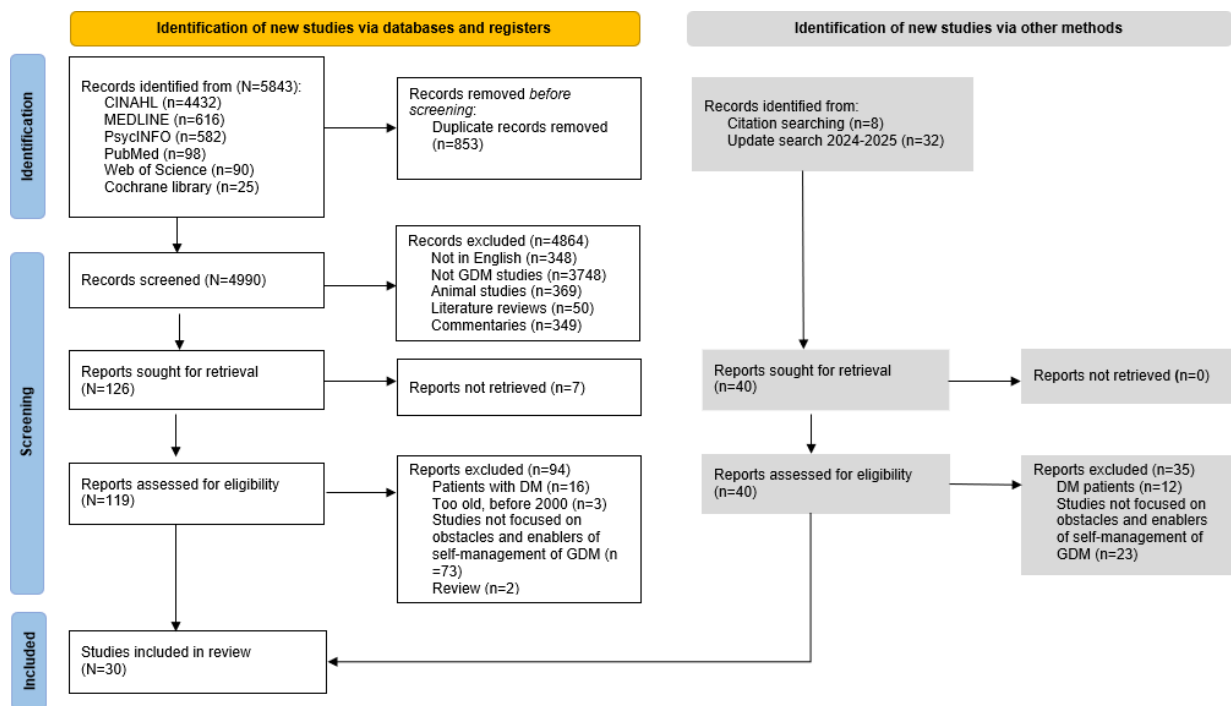 Identification of new studies via databases and registers
Identification of new studies via other methods
Identification
Records identified from (N=5843):
CINAHL (n=4432)
MEDLINE (n=616)
PsycINFO (n=582)
PubMed (n=98)
Web of Science (n=90)
Cochrane library (n=25)
Records removed before
screening:
Duplicate records removed
(n=853)
Records identified from:
Citation searching (n=8)
Update search 2024-2025 (n=32)
Screening
Records screened (N=4990)
Records excluded (n=4864)
Not in English (n=348)
Not GDM studies (n=3748)
Animal studies (n=369)
Literature reviews (n=50)
Commentaries (n=349)
Reports sought for retrieval
(N=126)
Reports not retrieved (n=7)
Reports sought for retrieval
(n=40)
Reports not retrieved (n=0)
Reports assessed for eligibility
(N=119)
Reports excluded (n=94)
Patients with DM (n=16)
Too old, before 2000 (n=3)
Studies not focused on
obstacles and enablers of
self-management of GDM (n
=73)
Review (n=2)
Reports assessed for eligibility
(n=40)
Reports excluded (n=35)
DM patients (n=12)
Studies not focused on
obstacles and enablers
of self-management of
GDM (n=23)
Included
Studies included in review
(N=30)